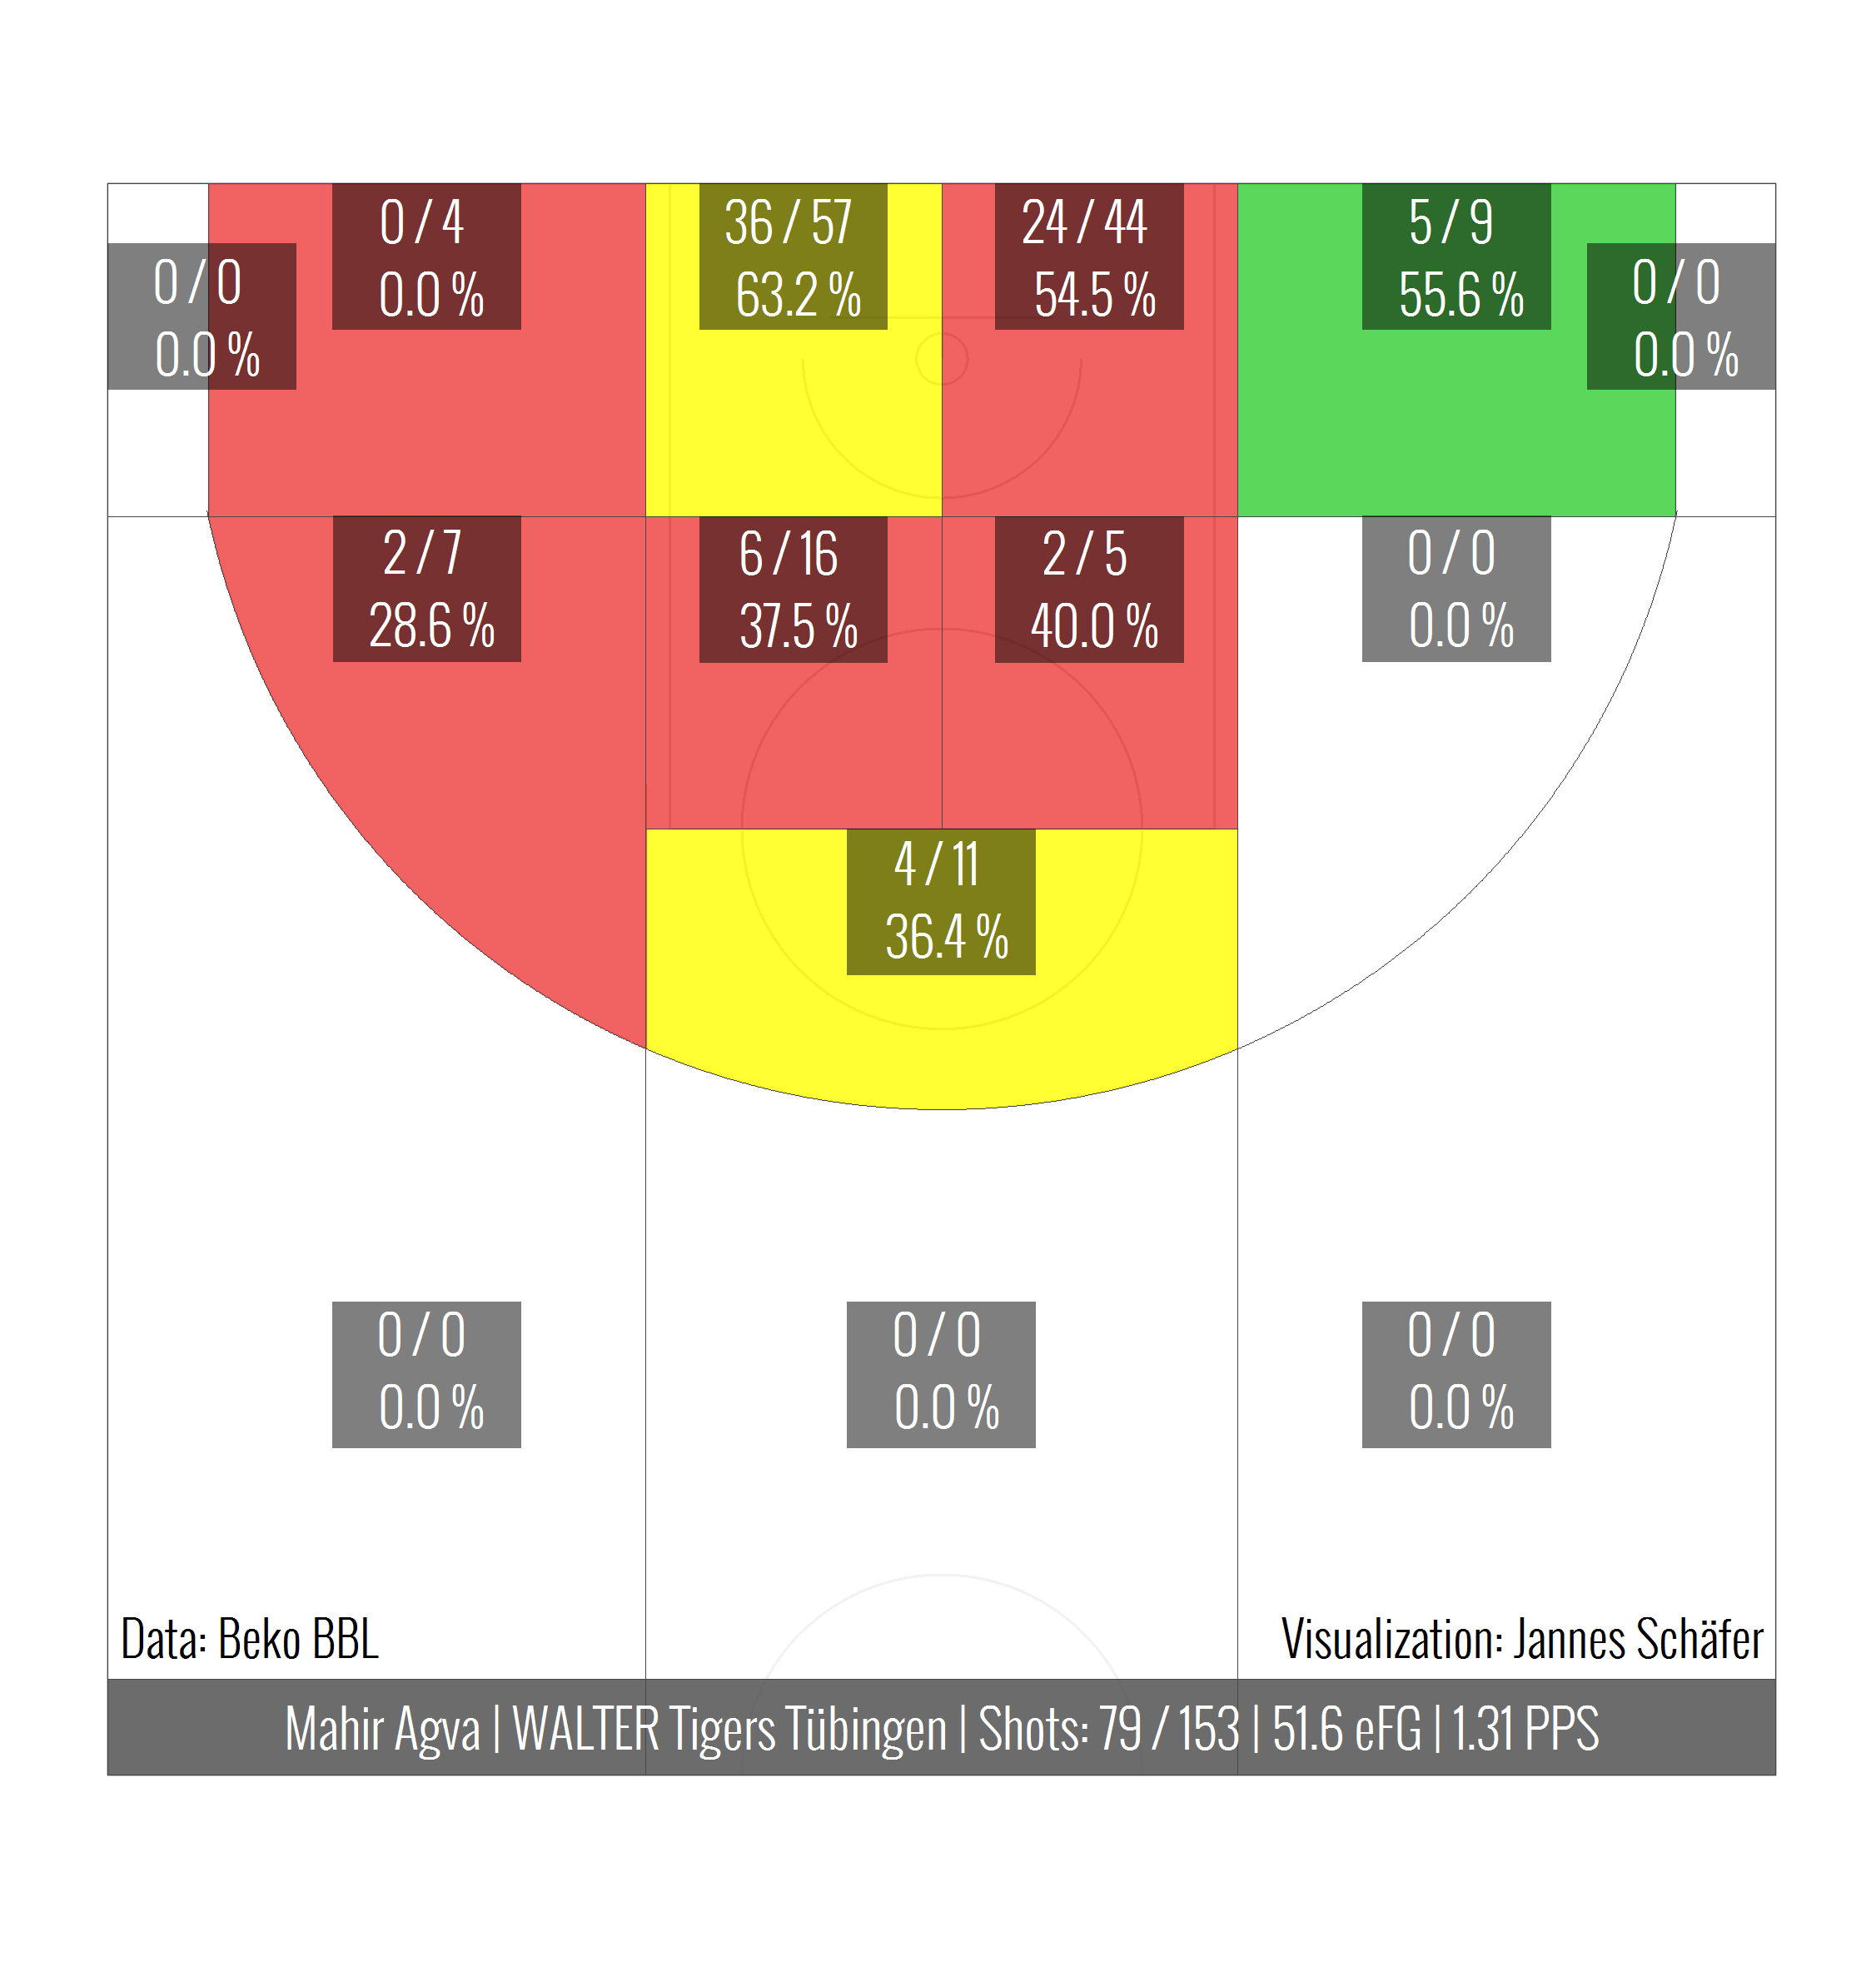 0 / 4
0.0 %
36 / 57
63.2 %
24 / 44
54.5 %
5 / 9
55.6 %
0 / 0
0.0 %
0 / 0
0.0 %
2 / 7
28.6 %
6 / 16
37.5 %
2 / 5
40.0 %
0 / 0
0.0 %
4 / 11
36.4 %
0 / 0
0.0 %
0 / 0
0.0 %
0 / 0
0.0 %
Data: Beko BBL
Visualization: Jannes Schäfer
Mahir Agva | WALTER Tigers Tübingen | Shots: 79 / 153 | 51.6 eFG | 1.31 PPS